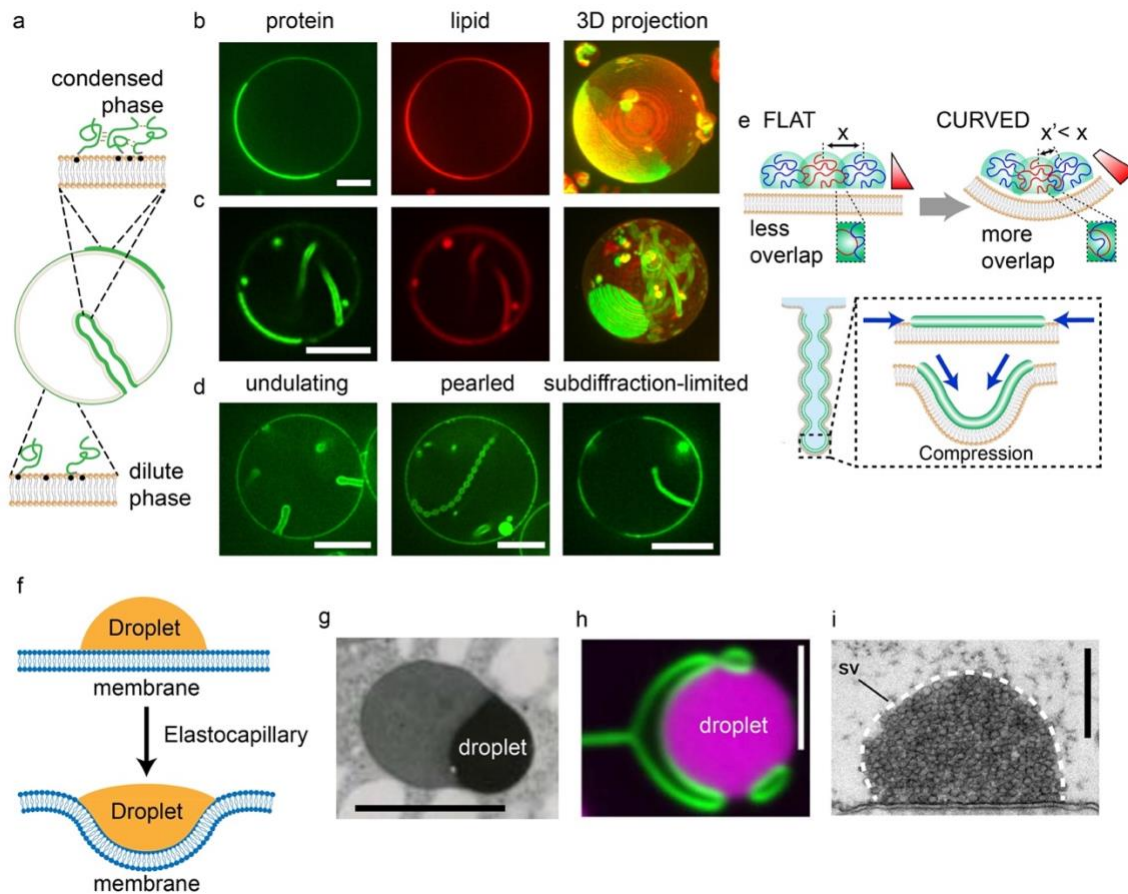 a
condensed
phase
dilute
phase
b
protein
lipid
3D projection
c
d
undulating
pearled
subdiffraction-limited
e
FLAT
CURVED
x
x'< x
less
overlap
more
overlap
Compression
f
Droplet
membrane
Elastocapillary
Droplet
membrane
g
droplet
h
droplet
i
sv